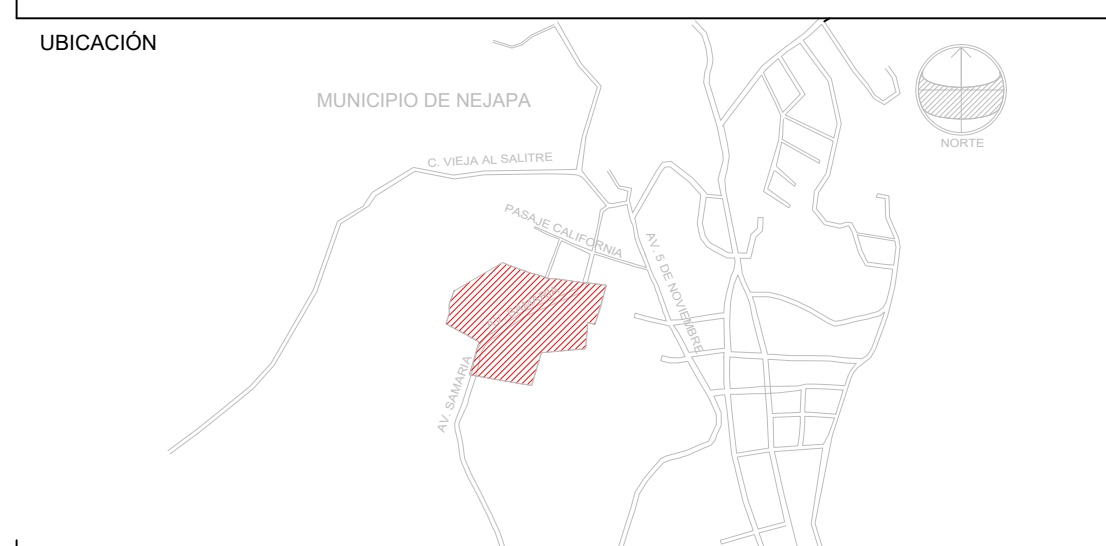 UBICACIÓN
MUNICIPIO DE NEJAPA
NORTE
C. VIEJA AL SALITRE
PASAJE CALIFORNIA
AV. 5 DE NOVIEMBRE
AV. SAMARIA